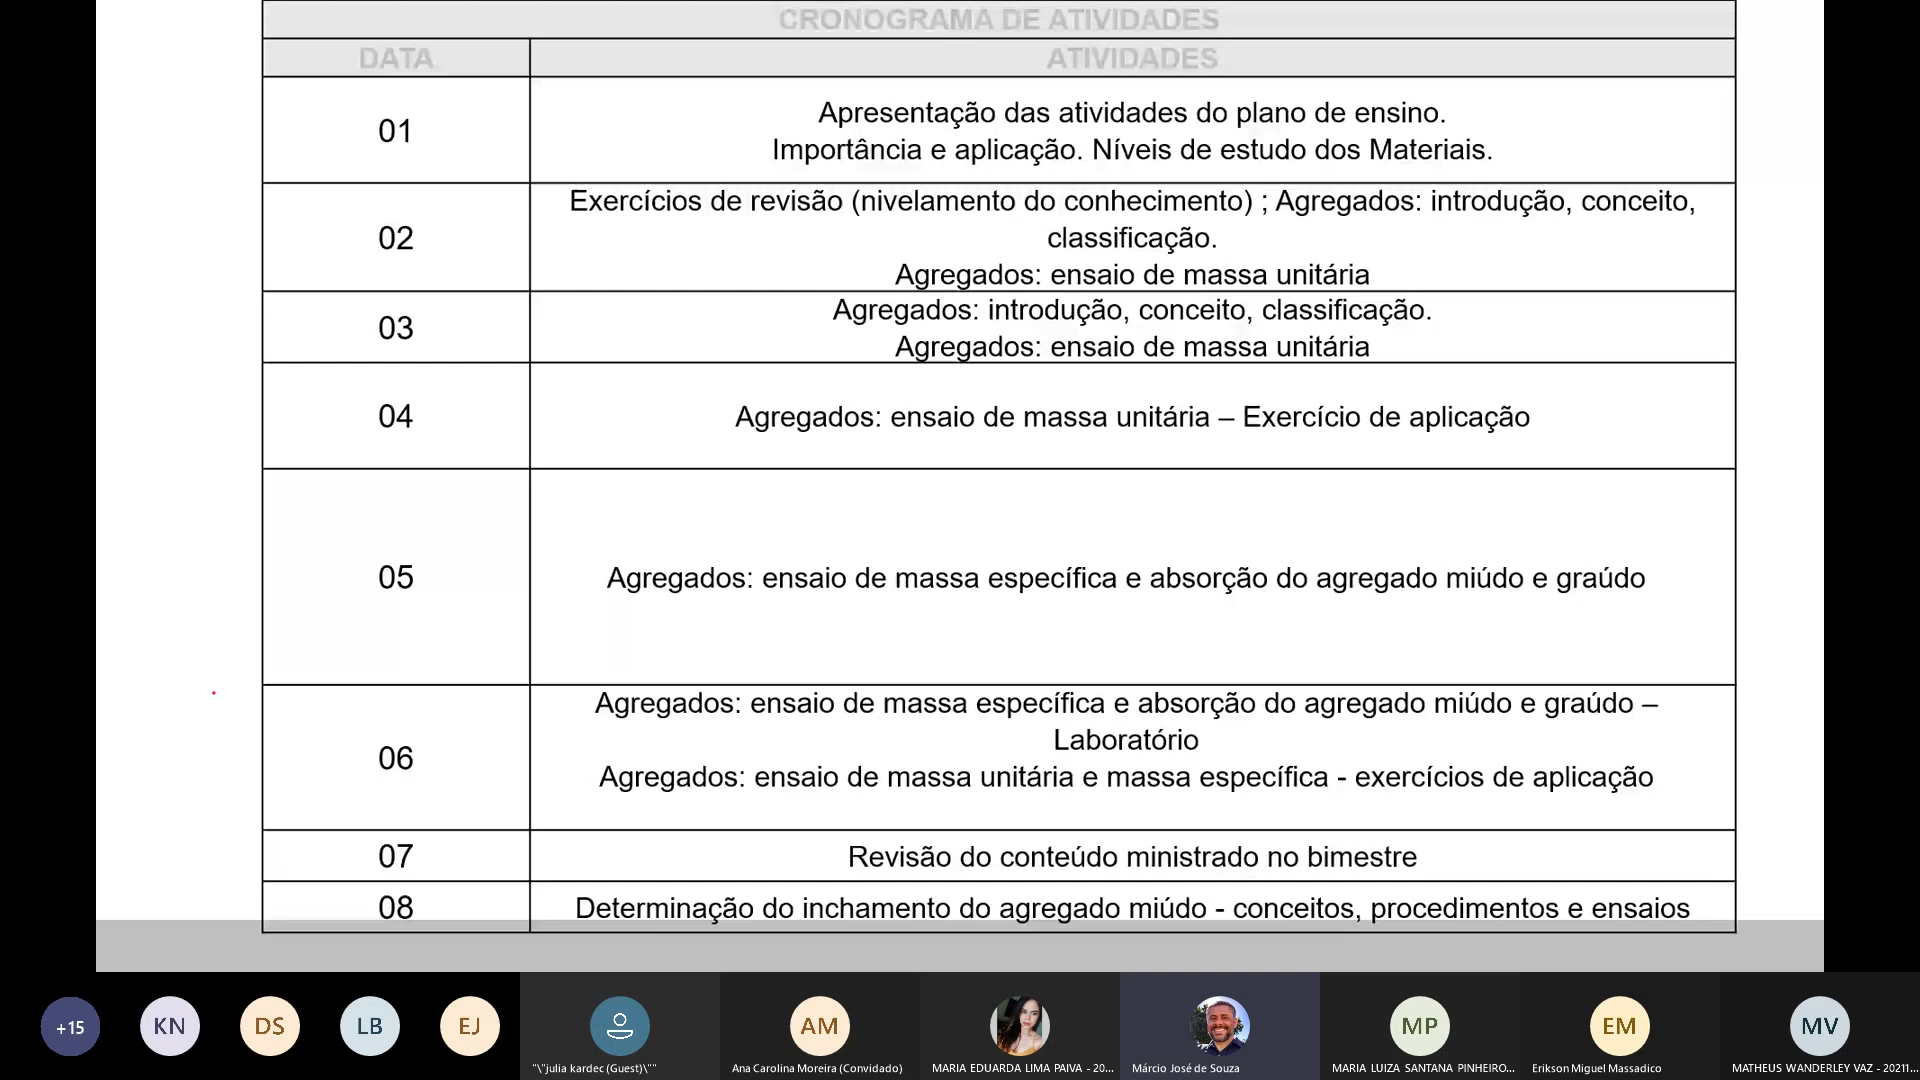 CRONOGRAMA DE ATIVIDADES
DATA
ATIVIDADES
01
Apresentação das atividades do plano de ensino.
Importância e aplicação. Níveis de estudo dos Materiais.
02
Exercícios de revisão (nivelamento do conhecimento) ; Agregados: introdução, conceito,
classificação.
Agregados: ensaio de massa unitária
03
Agregados: introdução, conceito, classificação.
Agregados: ensaio de massa unitária
04
Agregados: ensaio de massa unitária – Exercício de aplicação
05
Agregados: ensaio de massa específica e absorção do agregado miúdo e graúdo
06
Agregados: ensaio de massa específica e absorção do agregado miúdo e graúdo –
Laboratório
Agregados: ensaio de massa unitária e massa específica - exercícios de aplicação
07
Revisão do conteúdo ministrado no bimestre
08
Determinação do inchamento do agregado miúdo - conceitos, procedimentos e ensaios
+15
KN
DS
LB
EJ
AM
MP
EM
MV
"\"julia kardec (Guest)\""
Ana Carolina Moreira (Convidado)
MARIA EDUARDA LIMA PAIVA - 20...
Márcio José de Souza
MARIA LUIZA SANTANA PINHEIRO...
Erikson Miguel Massadico
MATHEUS WANDERLEY VAZ - 20211...